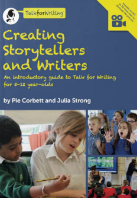 TalkforWriting
Creating
Storytellers
and Writers
An introductory guide to Talk for Writing
for 5-12 year-olds
by Pie Corbett and Julia Strong